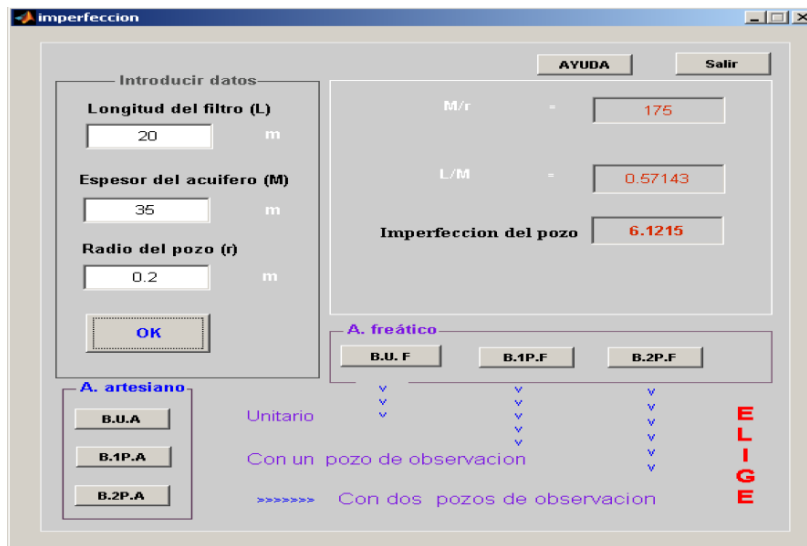 imperfeccion
AYUDA
Salir
Introducir datos
Longitud del filtro (L)
20 m
Espesor del acuifero (M)
35 m
Radio del pozo (r)
0.2 m
OK
M/r = 175
L/M = 0.57143
Imperfeccion del pozo 6.1215
A. freático
B.U. F B.1P.F B.2P.F
A. artesiano
B.U.A
B.1P.A
B.2P.A
Unitario
Con un pozo de observacion
>>>>>>> Con dos pozos de observacion
v v v
v v v
v v v
v v
v v
v
v
E
L
I
G
E